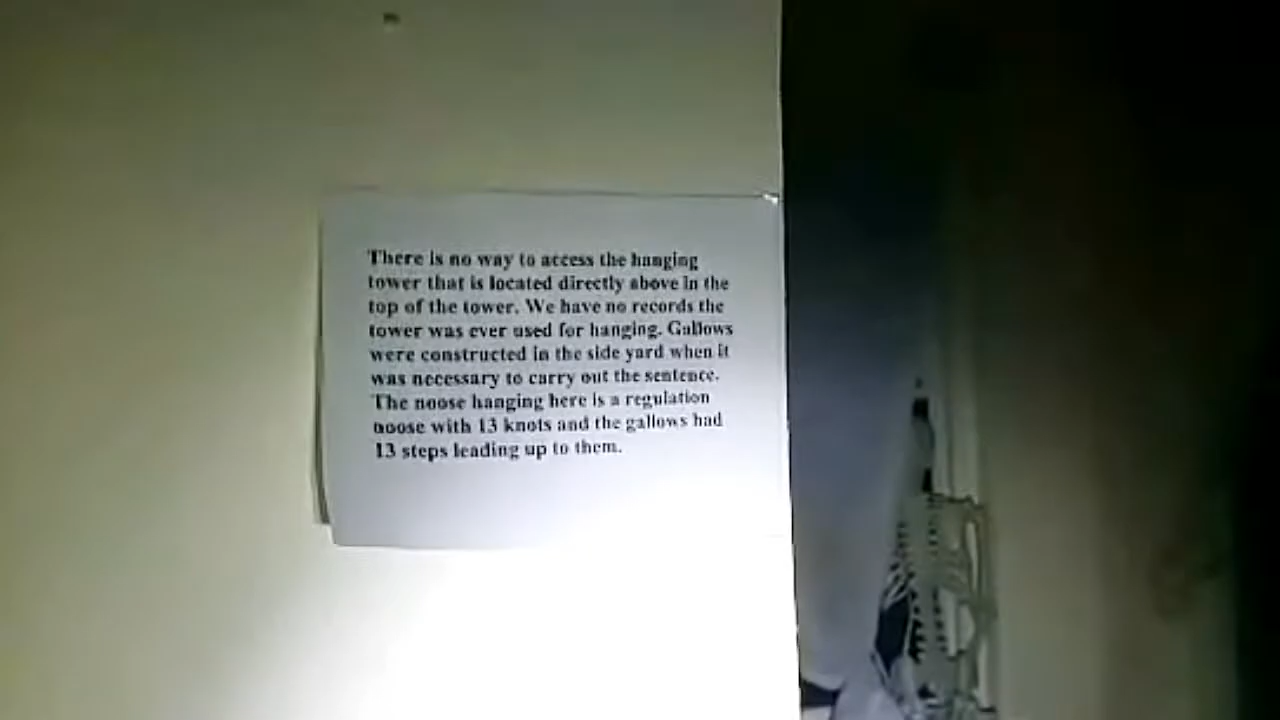 There is no way to access the hanging
tower that is located directly above in the
top of the tower. We have no records the
tower was ever used for hanging. Gallows
were constructed in the side yard when it
was necessary to carry out the sentence.
The noose hanging here is a regulation
noose with 13 knots and the gallows had
13 steps leading up to them.